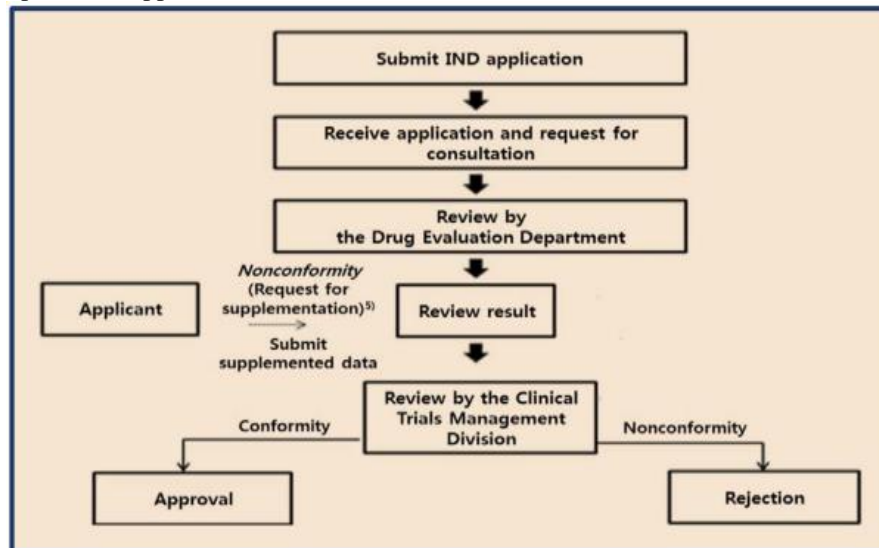 Submit IND application
Receive application and request for
consultation
Review by
the Drug Evaluation Department
Nonconformity
(Request for
supplementation)⁵⁾
Applicant
Review result
Submit
supplemented data
Review by the Clinical
Trials Management
Division
Conformity
Nonconformity
Approval
Rejection